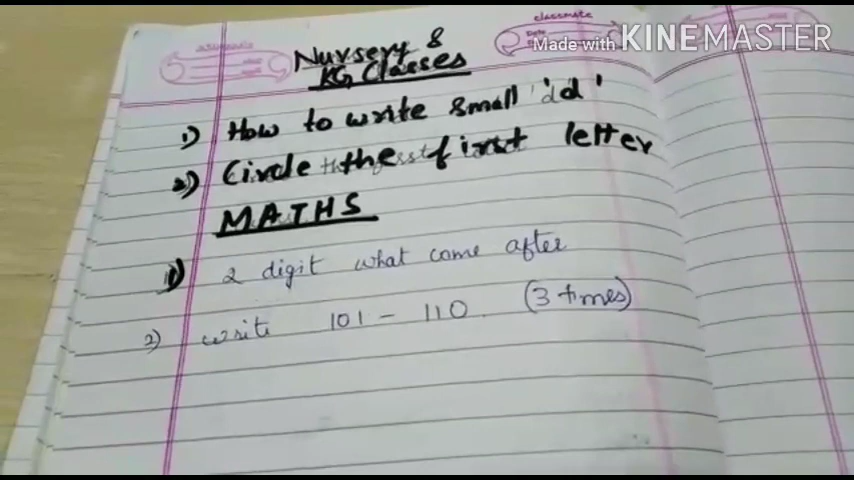 classmate
Made with KINEMASTER
Nursery &
KG Classes
1) How to write small 'd'
2) Circle the first letter
MATHS
1) 2 digit what come after
2) write 101 - 110. (3 times)